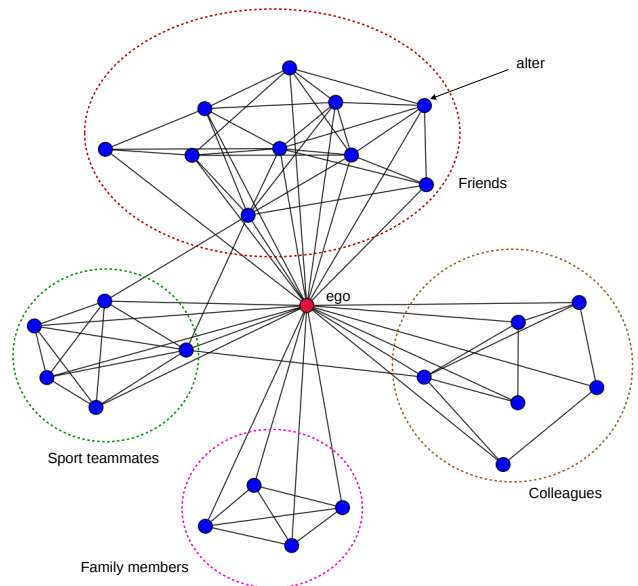 alter
Friends
ego
Sport teammates
Colleagues
Family members